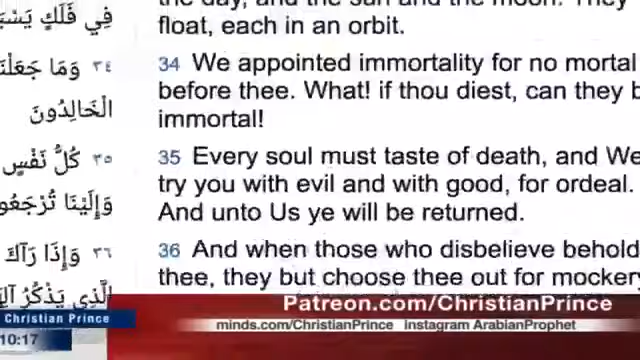 the day, and the sun and the moon. They
float, each in an orbit.
فِي فَلَكٍ
34 We appointed immortality for no mortal
before thee. What! if thou diest, can they b
immortal!
٣٤ وَمَا جَعَلْنَا
الْخَالِدُونَ
35 Every soul must taste of death, and We
try you with evil and with good, for ordeal.
And unto Us ye will be returned.
٣٥ كُلُّ نَفْسٍ
وَإِلَيْنَا تُرْجَعُو
36 And when those who disbelieve behold
thee, they but choose thee out for mockery
٣٦ وَإِذَا رَآكَ
الَّذِي يَذْكُرُ
Patreon.com/ChristianPrince
Christian Prince
minds.com/ChristianPrince Instagram ArabianProphet
10:17